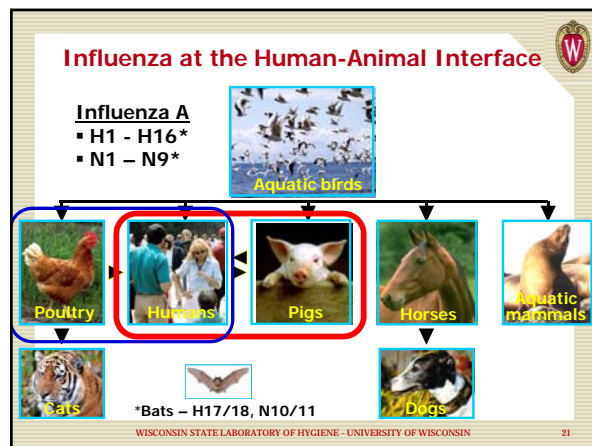 Influenza at the Human-Animal Interface
W
Influenza A
▪ H1 - H16*
▪ N1 – N9*
Aquatic birds
Poultry
Humans
Pigs
Horses
Aquatic
mammals
Cats
*Bats – H17/18, N10/11
Dogs
WISCONSIN STATE LABORATORY OF HYGIENE - UNIVERSITY OF WISCONSIN
21